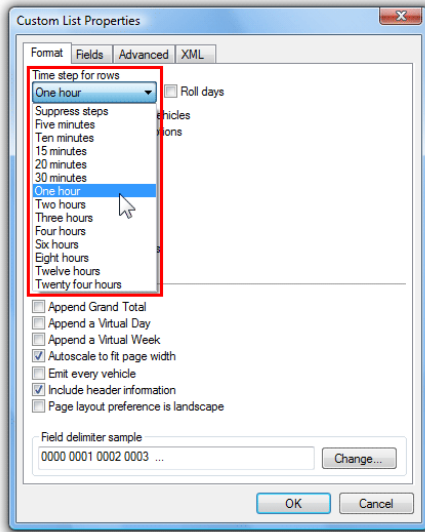 Custom List Properties
Format Fields Advanced XML
Time step for rows
One hour Roll days
Suppress steps
Five minutes
Ten minutes
15 minutes
20 minutes
30 minutes
One hour
Two hours
Three hours
Four hours
Six hours
Eight hours
Twelve hours
Twenty four hours
Append Grand Total
Append a Virtual Day
Append a Virtual Week
Autoscale to fit page width
Emit every vehicle
Include header information
Page layout preference is landscape
Field delimiter sample
0000 0001 0002 0003 ...
Change...
OK Cancel